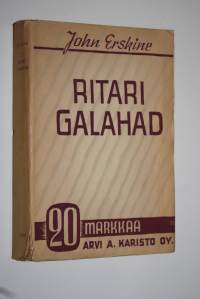 John Erskine
RITARI
GALAHAD
20 MARKKAA
ARVI A. KARISTO OY.